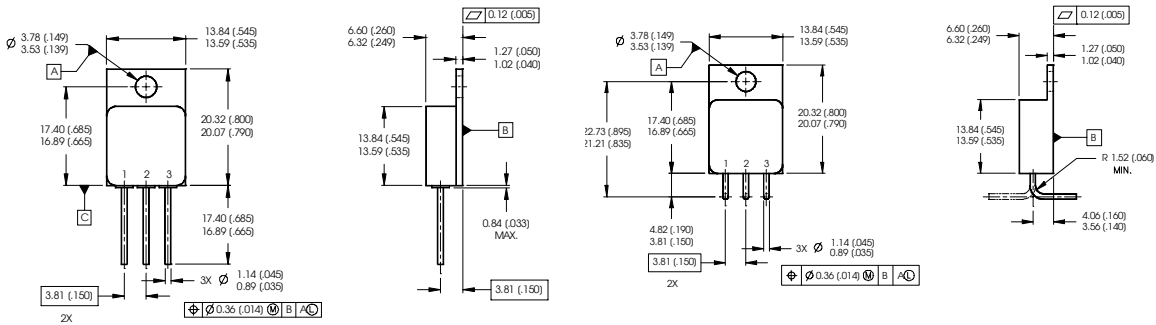 0.12 (.005)
13.84 (.545)
13.59 (.535)
Ø 3.78 (.149)
3.53 (.139)
A
6.60 (.260)
6.32 (.249)
1.27 (.050)
1.02 (.040)
17.40 (.685)
16.89 (.665)
20.32 (.800)
20.07 (.790)
13.84 (.545)
13.59 (.535)
B
1 2 3
C
17.40 (.685)
16.89 (.665)
0.84 (.033)
MAX.
3X Ø 1.14 (.045)
0.89 (.035)
3.81 (.150)
2X
Ø 0.36 (.014) Ⓜ B A Ⓛ
3.81 (.150)
0.12 (.005)
13.84 (.545)
13.59 (.535)
Ø 3.78 (.149)
3.53 (.139)
A
6.60 (.260)
6.32 (.249)
1.27 (.050)
1.02 (.040)
17.40 (.685)
16.89 (.665)
22.73 (.895)
21.21 (.835)
20.32 (.800)
20.07 (.790)
13.84 (.545)
13.59 (.535)
B
R 1.52 (.060)
MIN.
1 2 3
4.82 (.190)
3.81 (.150)
4.06 (.160)
3.56 (.140)
3X Ø 1.14 (.045)
0.89 (.035)
3.81 (.150)
2X
Ø 0.36 (.014) Ⓜ B A Ⓛ